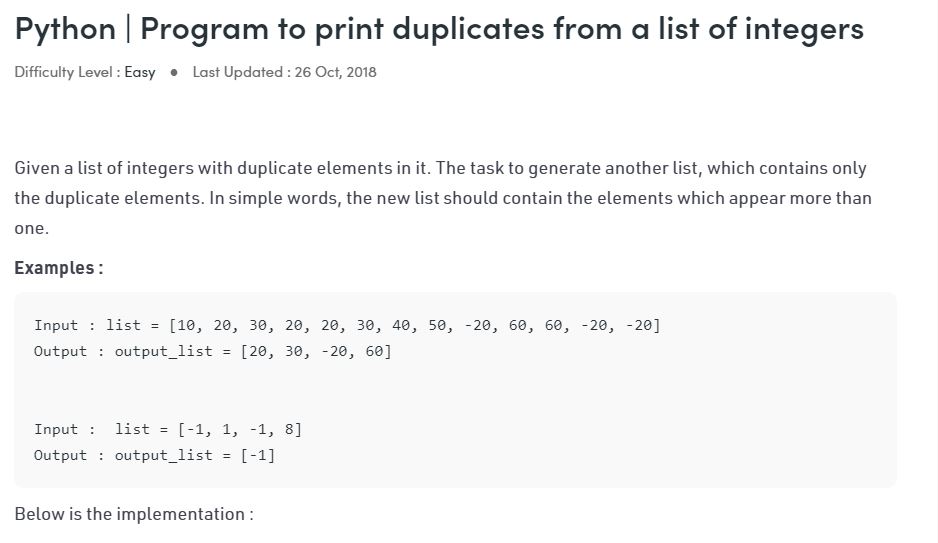 Python | Program to print duplicates from a list of integers
Difficulty Level : Easy ● Last Updated : 26 Oct, 2018
Given a list of integers with duplicate elements in it. The task to generate another list, which contains only
the duplicate elements. In simple words, the new list should contain the elements which appear more than
one.
Examples :
Input : list = [10, 20, 30, 20, 20, 30, 40, 50, -20, 60, 60, -20, -20]
Output : output_list = [20, 30, -20, 60]
Input :  list = [-1, 1, -1, 8]
Output : output_list = [-1]
Below is the implementation :